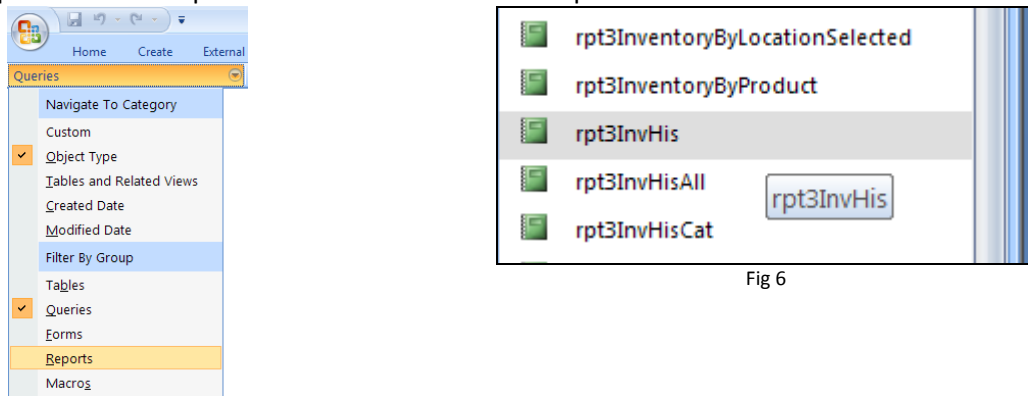 Home Create External
Queries
Navigate To Category
Custom
Object Type
Tables and Related Views
Created Date
Modified Date
Filter By Group
Tables
Queries
Forms
Reports
Macros
rpt3InventoryByLocationSelected
rpt3InventoryByProduct
rpt3InvHis
rpt3InvHisAll
rpt3InvHis
rpt3InvHisCat
Fig 6